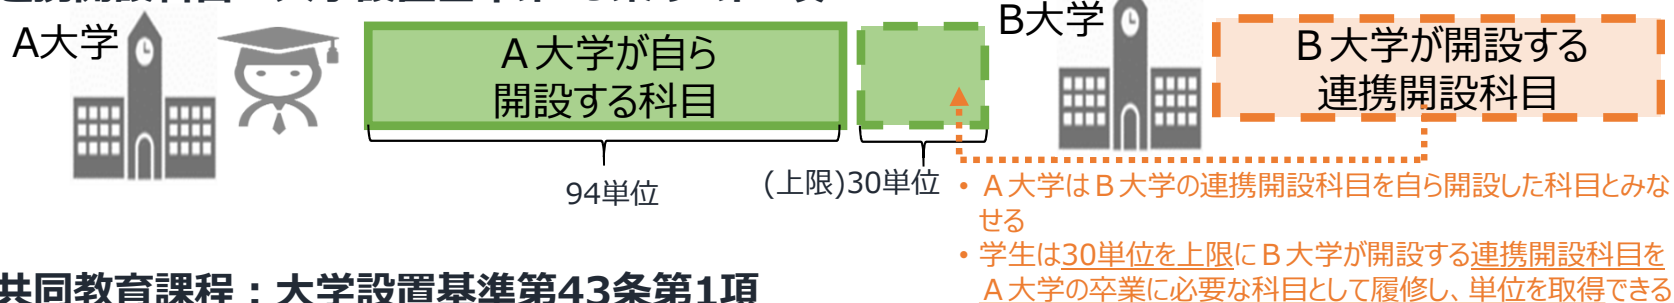 A大学
A大学が自ら
開設する科目
94単位
(上限)30単位
B大学
B大学が開設する
連携開設科目
• A大学はB大学の連携開設科目を自ら開設した科目とみな
せる
• 学生は30単位を上限にB大学が開設する連携開設科目を
A大学の卒業に必要な科目として履修し、単位を取得できる
共同教育課程：大学設置基準第43条第1項